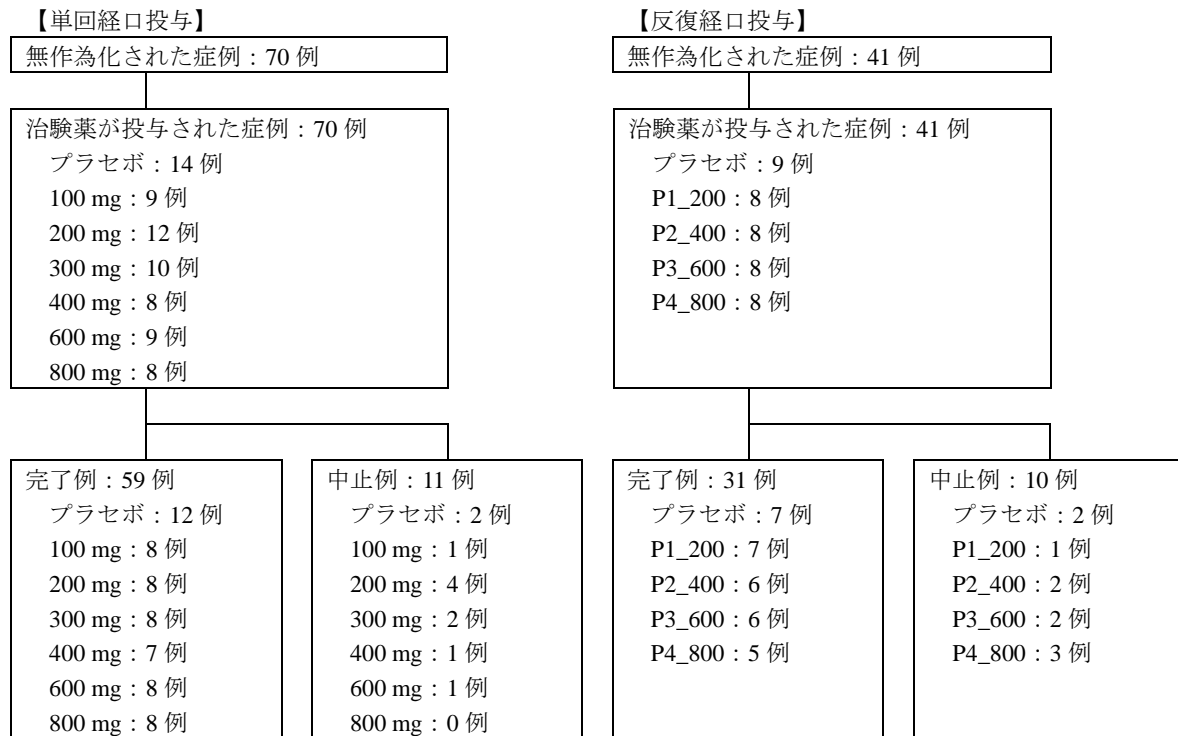 【単回経口投与】
無作為化された症例：70 例
治験薬が投与された症例：70 例
プラセボ：14 例
100 mg：9 例
200 mg：12 例
300 mg：10 例
400 mg：8 例
600 mg：9 例
800 mg：8 例
完了例：59 例
プラセボ：12 例
100 mg：8 例
200 mg：8 例
300 mg：8 例
400 mg：7 例
600 mg：8 例
800 mg：8 例
中止例：11 例
プラセボ：2 例
100 mg：1 例
200 mg：4 例
300 mg：2 例
400 mg：1 例
600 mg：1 例
800 mg：0 例
【反復経口投与】
無作為化された症例：41 例
治験薬が投与された症例：41 例
プラセボ：9 例
P1_200：8 例
P2_400：8 例
P3_600：8 例
P4_800：8 例
完了例：31 例
プラセボ：7 例
P1_200：7 例
P2_400：6 例
P3_600：6 例
P4_800：5 例
中止例：10 例
プラセボ：2 例
P1_200：1 例
P2_400：2 例
P3_600：2 例
P4_800：3 例